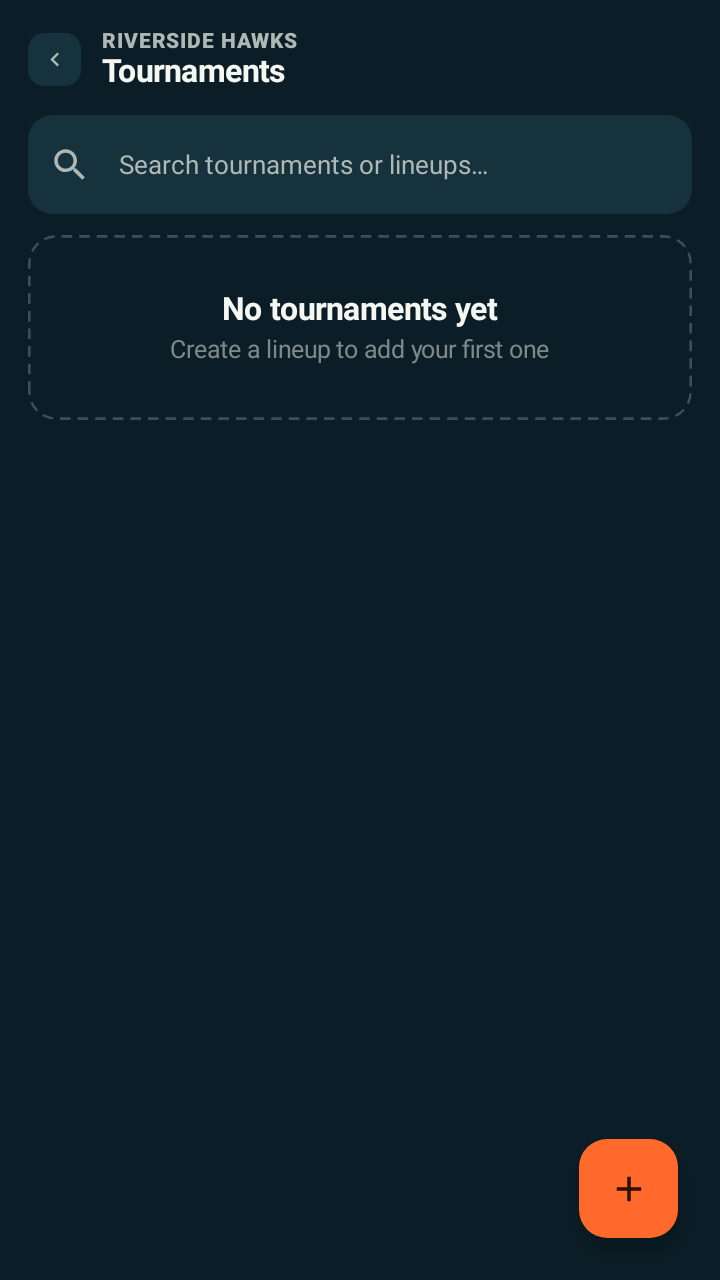 RIVERSIDE HAWKS
Tournaments
Search tournaments or lineups...
No tournaments yet
Create a lineup to add your first one